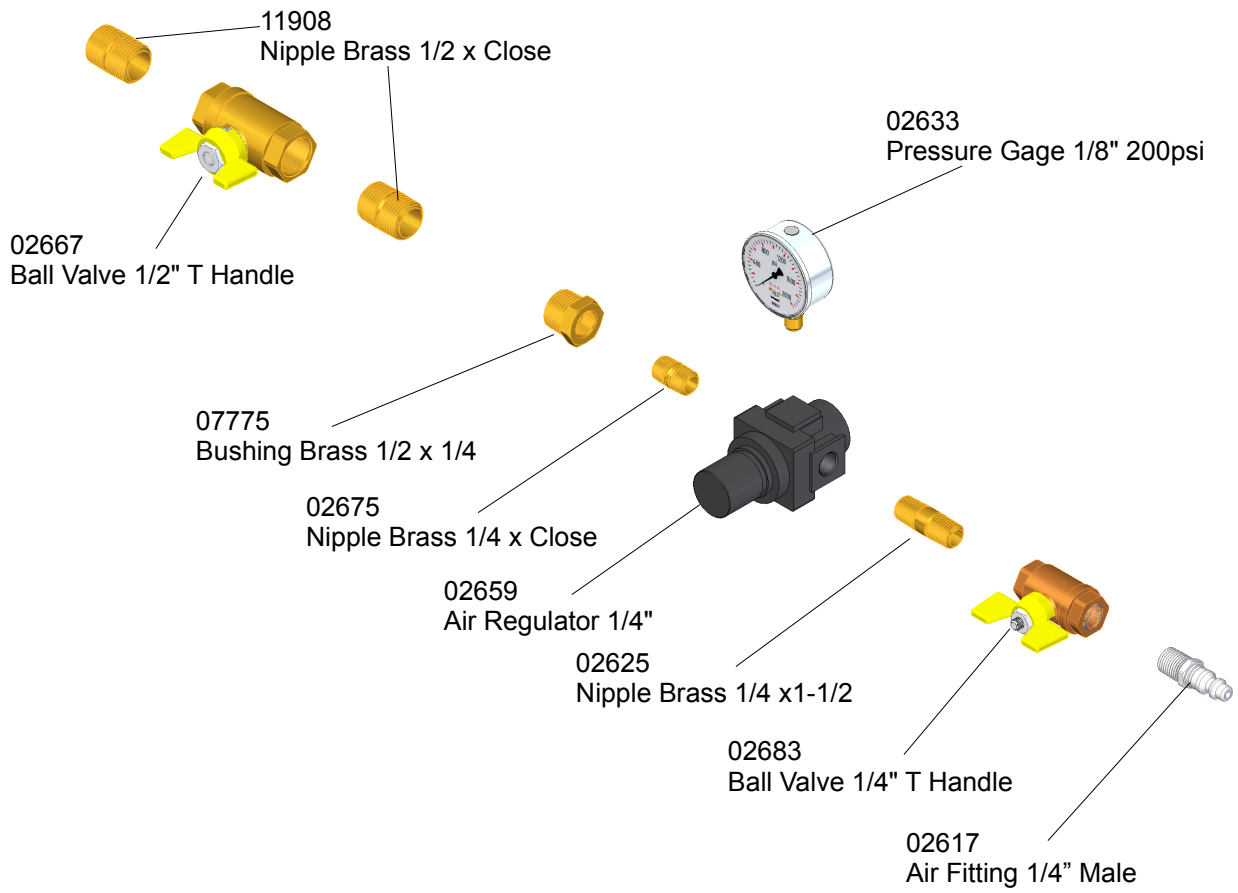 11908
Nipple Brass 1/2 x Close
02633
Pressure Gage 1/8" 200psi
02667
Ball Valve 1/2" T Handle
psi
07775
Bushing Brass 1/2 x 1/4
02675
Nipple Brass 1/4 x Close
02659
Air Regulator 1/4"
02625
Nipple Brass 1/4 x1-1/2
02683
Ball Valve 1/4" T Handle
02617
Air Fitting 1/4” Male